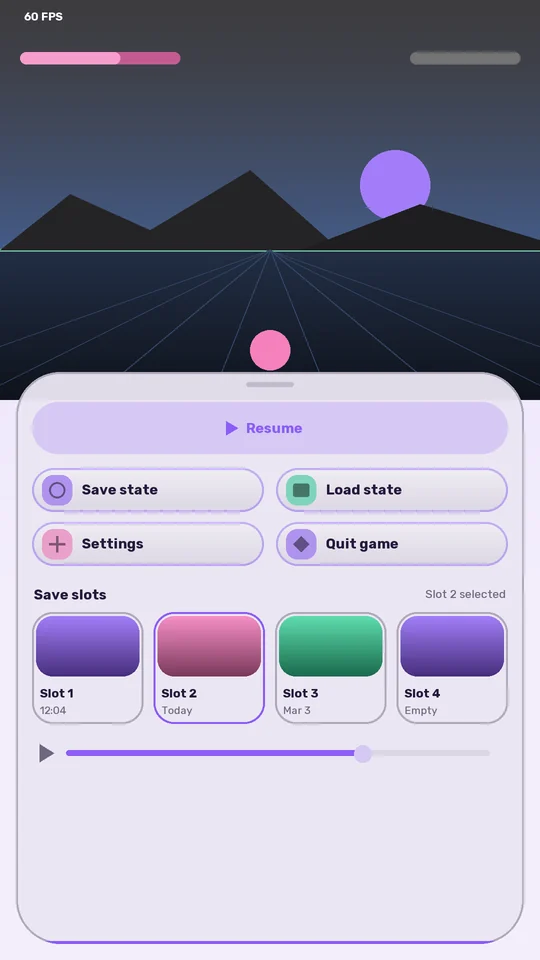 60 FPS
Resume
Save state
Load state
Settings
Quit game
Save slots
Slot 2 selected
Slot 1
12:04
Slot 2
Today
Slot 3
Mar 3
Slot 4
Empty